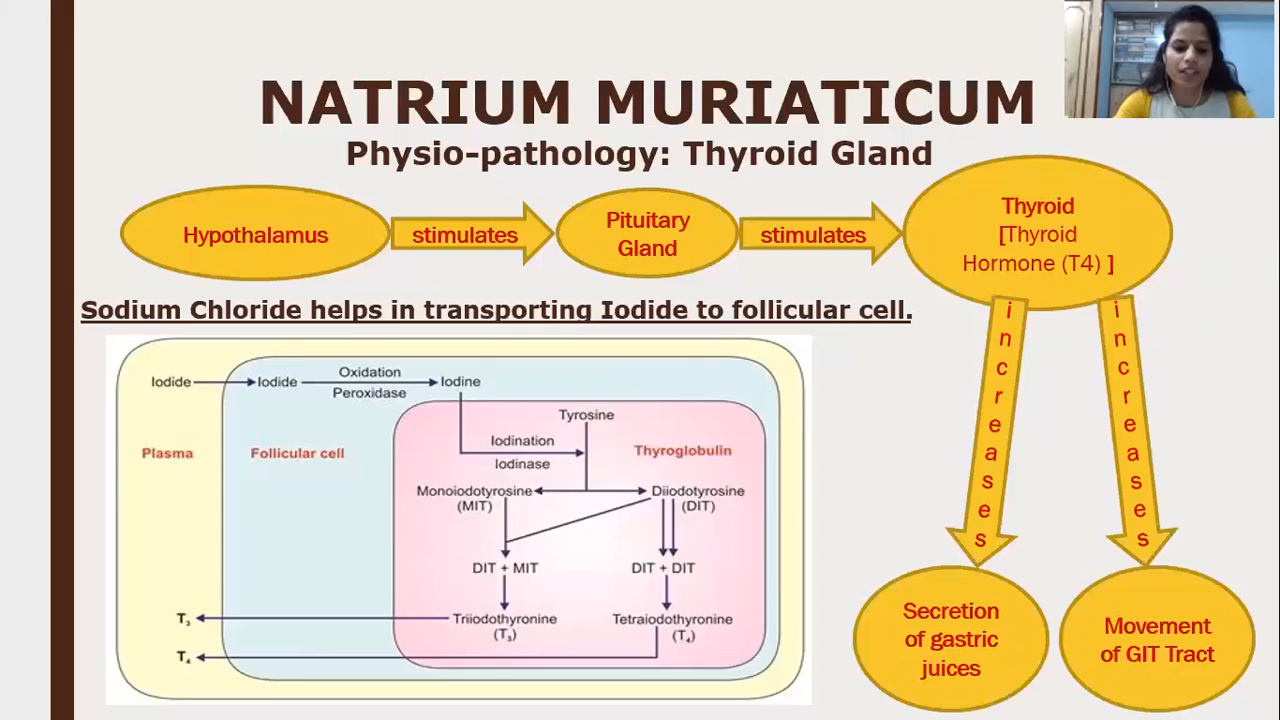 NATRIUM MURIATICUM
Physio-pathology: Thyroid Gland
Hypothalamus
stimulates
Pituitary
Gland
stimulates
Thyroid
[Thyroid
Hormone (T4) ]
Sodium Chloride helps in transporting Iodide to follicular cell.
Iodide
Iodide
Oxidation
Peroxidase
Iodine
Tyrosine
Iodination
Iodinase
Plasma
Follicular cell
Thyroglobulin
Monoiodotyrosine
(MIT)
Diiodotyrosine
(DIT)
DIT + MIT
DIT + DIT
Triiodothyronine
(T₃)
Tetraiodothyronine
(T₄)
T₃
T₄
increases
increases
Secretion
of gastric
juices
Movement
of GIT Tract